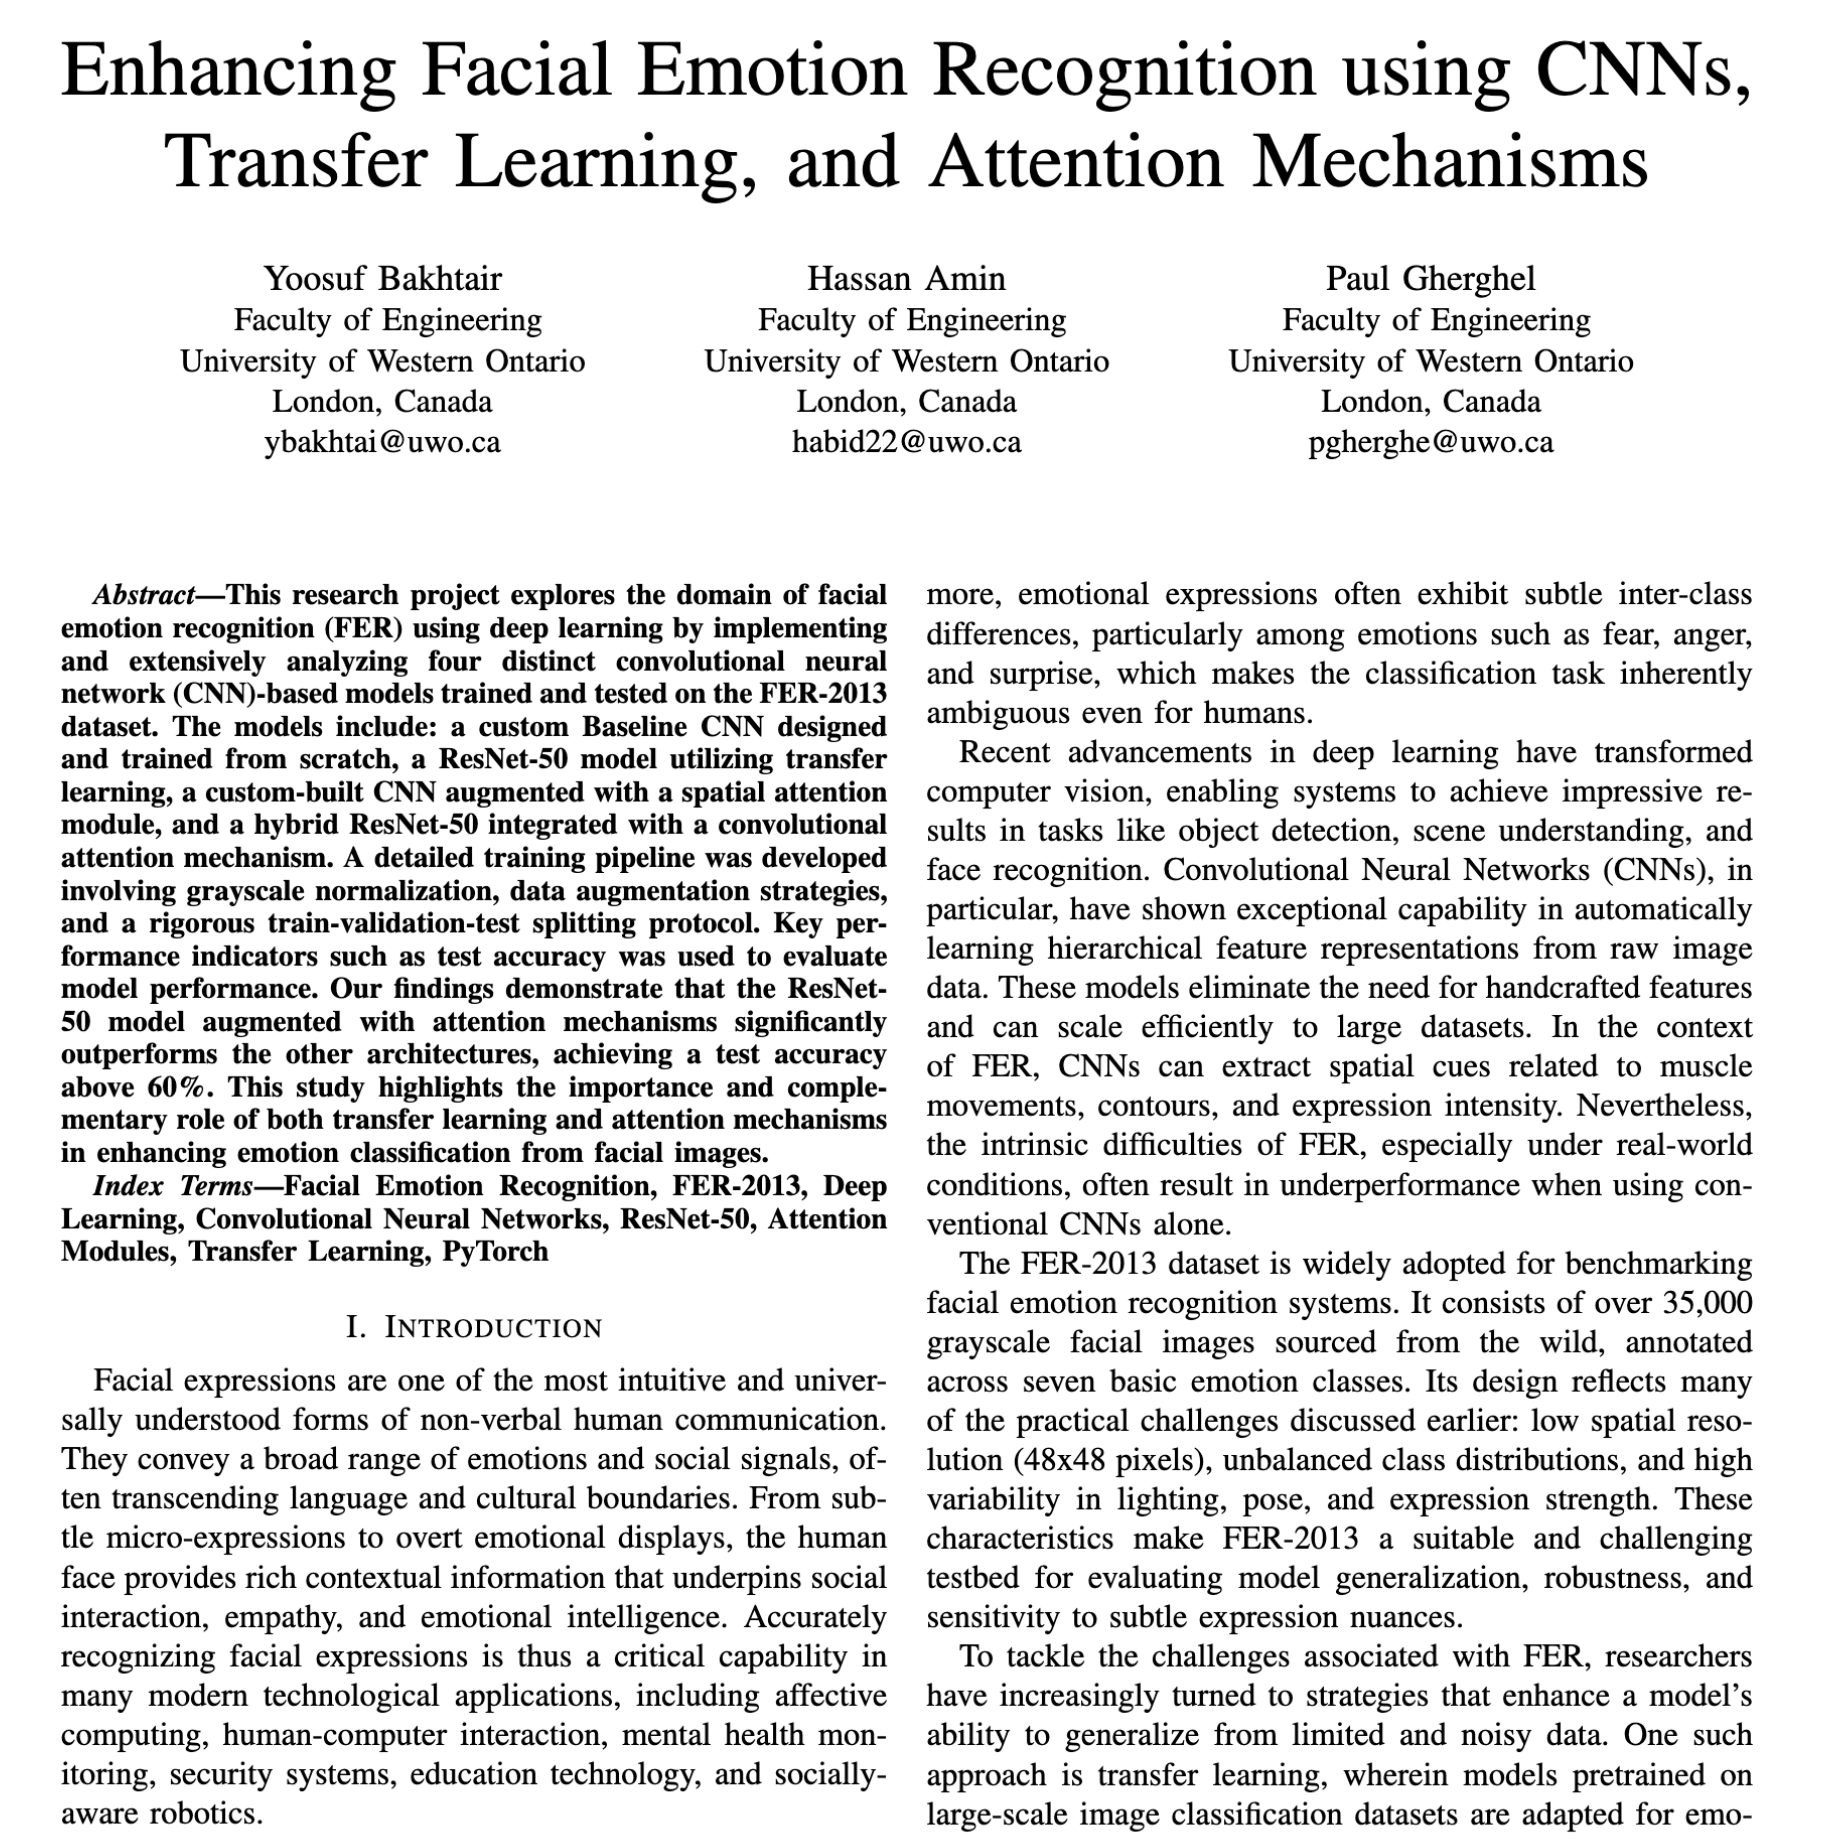 Enhancing Facial Emotion Recognition using CNNs,
Transfer Learning, and Attention Mechanisms
Yoosuf Bakhtair
Faculty of Engineering
University of Western Ontario
London, Canada
ybakhtai@uwo.ca
Hassan Amin
Faculty of Engineering
University of Western Ontario
London, Canada
habid22@uwo.ca
Paul Gherghel
Faculty of Engineering
University of Western Ontario
London, Canada
pgherghe@uwo.ca
Abstract—This research project explores the domain of facial
emotion recognition (FER) using deep learning by implementing
and extensively analyzing four distinct convolutional neural
network (CNN)-based models trained and tested on the FER-2013
dataset. The models include: a custom Baseline CNN designed
and trained from scratch, a ResNet-50 model utilizing transfer
learning, a custom-built CNN augmented with a spatial attention
module, and a hybrid ResNet-50 integrated with a convolutional
attention mechanism. A detailed training pipeline was developed
involving grayscale normalization, data augmentation strategies,
and a rigorous train-validation-test splitting protocol. Key per-
formance indicators such as test accuracy was used to evaluate
model performance. Our findings demonstrate that the ResNet-
50 model augmented with attention mechanisms significantly
outperforms the other architectures, achieving a test accuracy
above 60%. This study highlights the importance and comple-
mentary role of both transfer learning and attention mechanisms
in enhancing emotion classification from facial images.
Index Terms—Facial Emotion Recognition, FER-2013, Deep
Learning, Convolutional Neural Networks, ResNet-50, Attention
Modules, Transfer Learning, PyTorch
I. INTRODUCTION
Facial expressions are one of the most intuitive and univer-
sally understood forms of non-verbal human communication.
They convey a broad range of emotions and social signals, of-
ten transcending language and cultural boundaries. From sub-
tle micro-expressions to overt emotional displays, the human
face provides rich contextual information that underpins social
interaction, empathy, and emotional intelligence. Accurately
recognizing facial expressions is thus a critical capability in
many modern technological applications, including affective
computing, human-computer interaction, mental health mon-
itoring, security systems, education technology, and socially-
aware robotics.
more, emotional expressions often exhibit subtle inter-class
differences, particularly among emotions such as fear, anger,
and surprise, which makes the classification task inherently
ambiguous even for humans.
Recent advancements in deep learning have transformed
computer vision, enabling systems to achieve impressive re-
sults in tasks like object detection, scene understanding, and
face recognition. Convolutional Neural Networks (CNNs), in
particular, have shown exceptional capability in automatically
learning hierarchical feature representations from raw image
data. These models eliminate the need for handcrafted features
and can scale efficiently to large datasets. In the context
of FER, CNNs can extract spatial cues related to muscle
movements, contours, and expression intensity. Nevertheless,
the intrinsic difficulties of FER, especially under real-world
conditions, often result in underperformance when using con-
ventional CNNs alone.
The FER-2013 dataset is widely adopted for benchmarking
facial emotion recognition systems. It consists of over 35,000
grayscale facial images sourced from the wild, annotated
across seven basic emotion classes. Its design reflects many
of the practical challenges discussed earlier: low spatial reso-
lution (48x48 pixels), unbalanced class distributions, and high
variability in lighting, pose, and expression strength. These
characteristics make FER-2013 a suitable and challenging
testbed for evaluating model generalization, robustness, and
sensitivity to subtle expression nuances.
To tackle the challenges associated with FER, researchers
have increasingly turned to strategies that enhance a model's
ability to generalize from limited and noisy data. One such
approach is transfer learning, wherein models pretrained on
large-scale image classification datasets are adapted for emo-